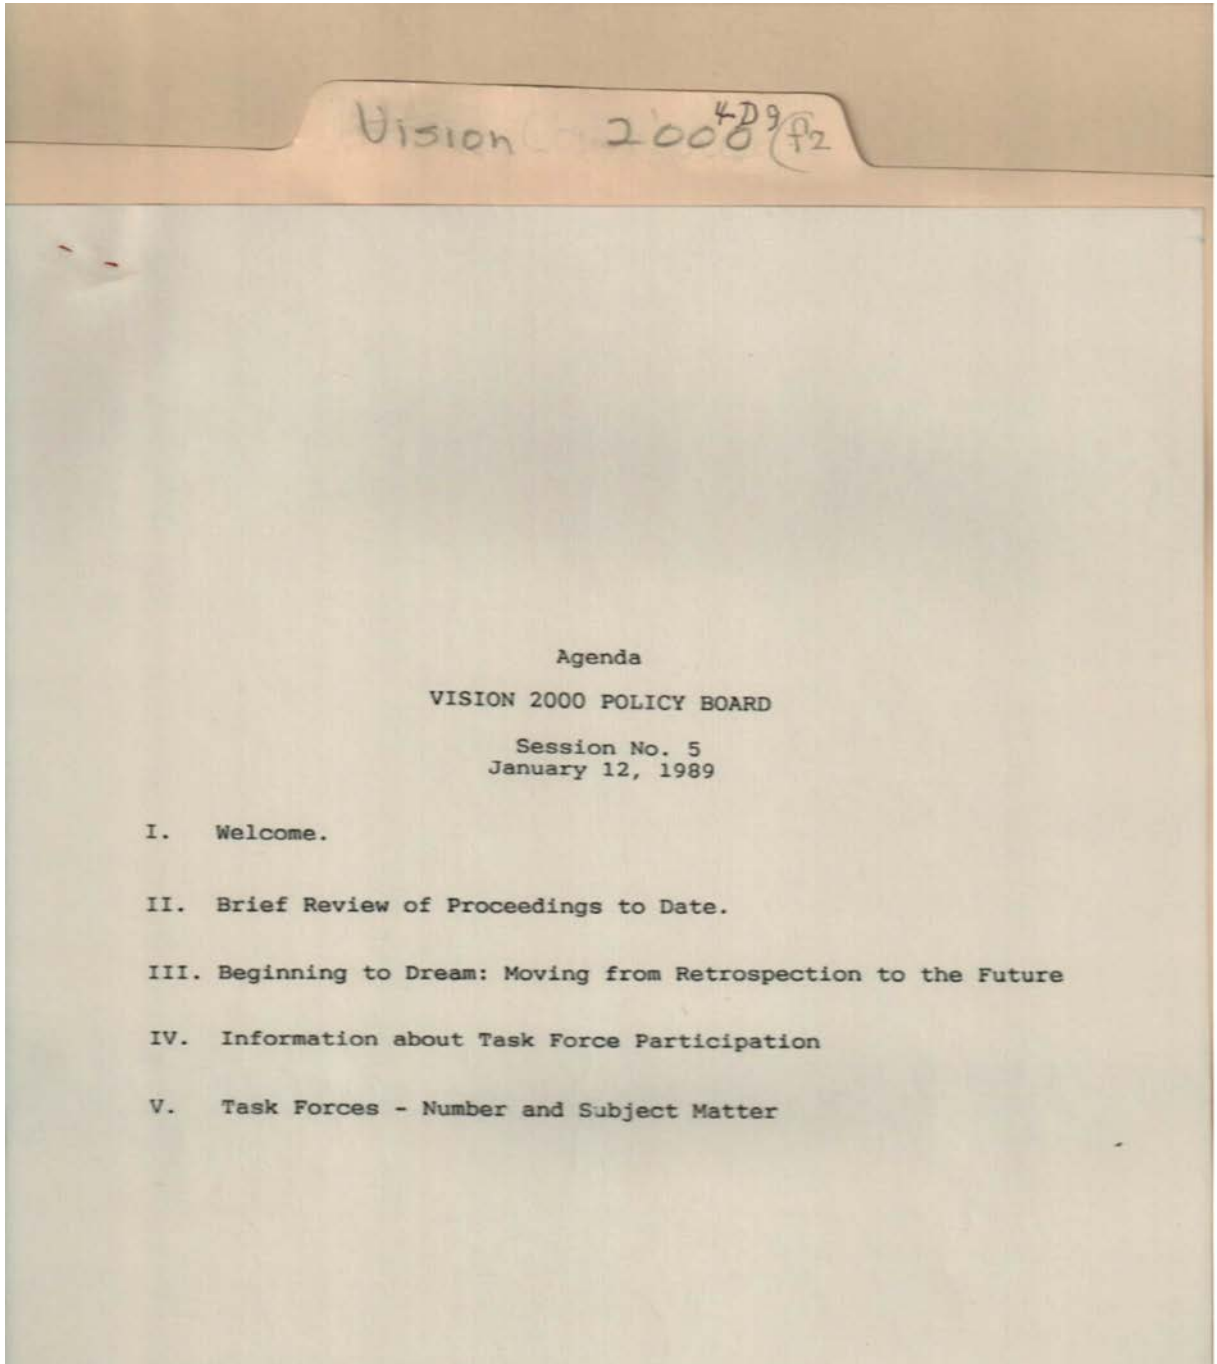 Vision 2000 4D9 f2
Agenda
VISION 2000 POLICY BOARD
Session No. 5
January 12, 1989
I. Welcome.
II. Brief Review of Proceedings to Date.
III. Beginning to Dream: Moving from Retrospection to the Future
IV. Information about Task Force Participation
V. Task Forces - Number and Subject Matter